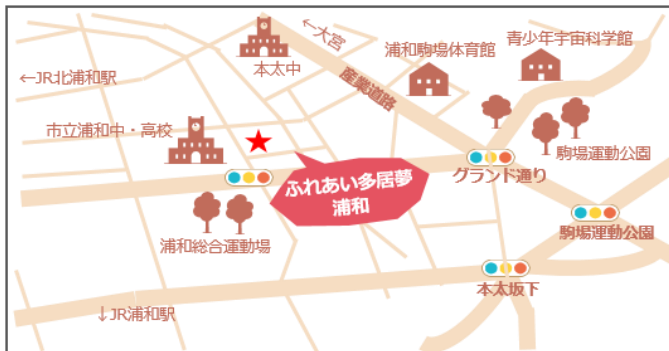 ←大宮
青少年宇宙科学館
浦和駒場体育館
本太中
←JR北浦和駅
産業道路
市立浦和中・高校
駒場運動公園
グランド通り
ふれあい多居夢
浦和
浦和総合運動場
駒場運動公園
本太坂下
↓JR浦和駅